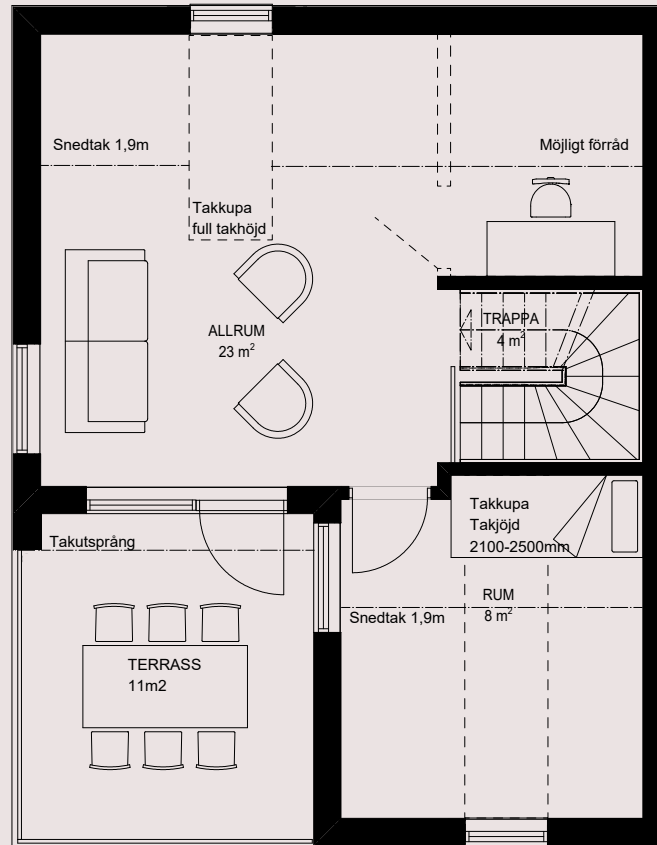 Snedtak 1,9m
Möjligt förråd
Takkupa
full takhöjd
ALLRUM
23 m²
TRAPPA
4 m²
Takkupa
Takjöjd
2100-2500mm
Takutsprång
RUM
8 m²
Snedtak 1,9m
TERRASS
11m2